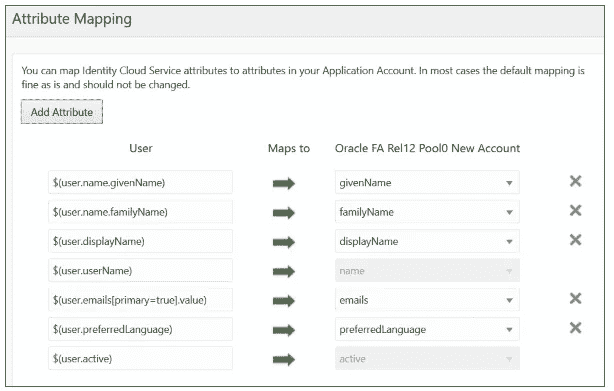 Attribute Mapping
You can map Identity Cloud Service attributes to attributes in your Application Account. In most cases the default mapping is
fine as is and should not be changed.
Add Attribute
User Maps to Oracle FA Rel12 Pool0 New Account
$(user.name.givenName) givenName
$(user.name.familyName) familyName
$(user.displayName) displayName
$(user.userName) name
$(user.emails[primary=true].value) emails
$(user.preferredLanguage) preferredLanguage
$(user.active) active